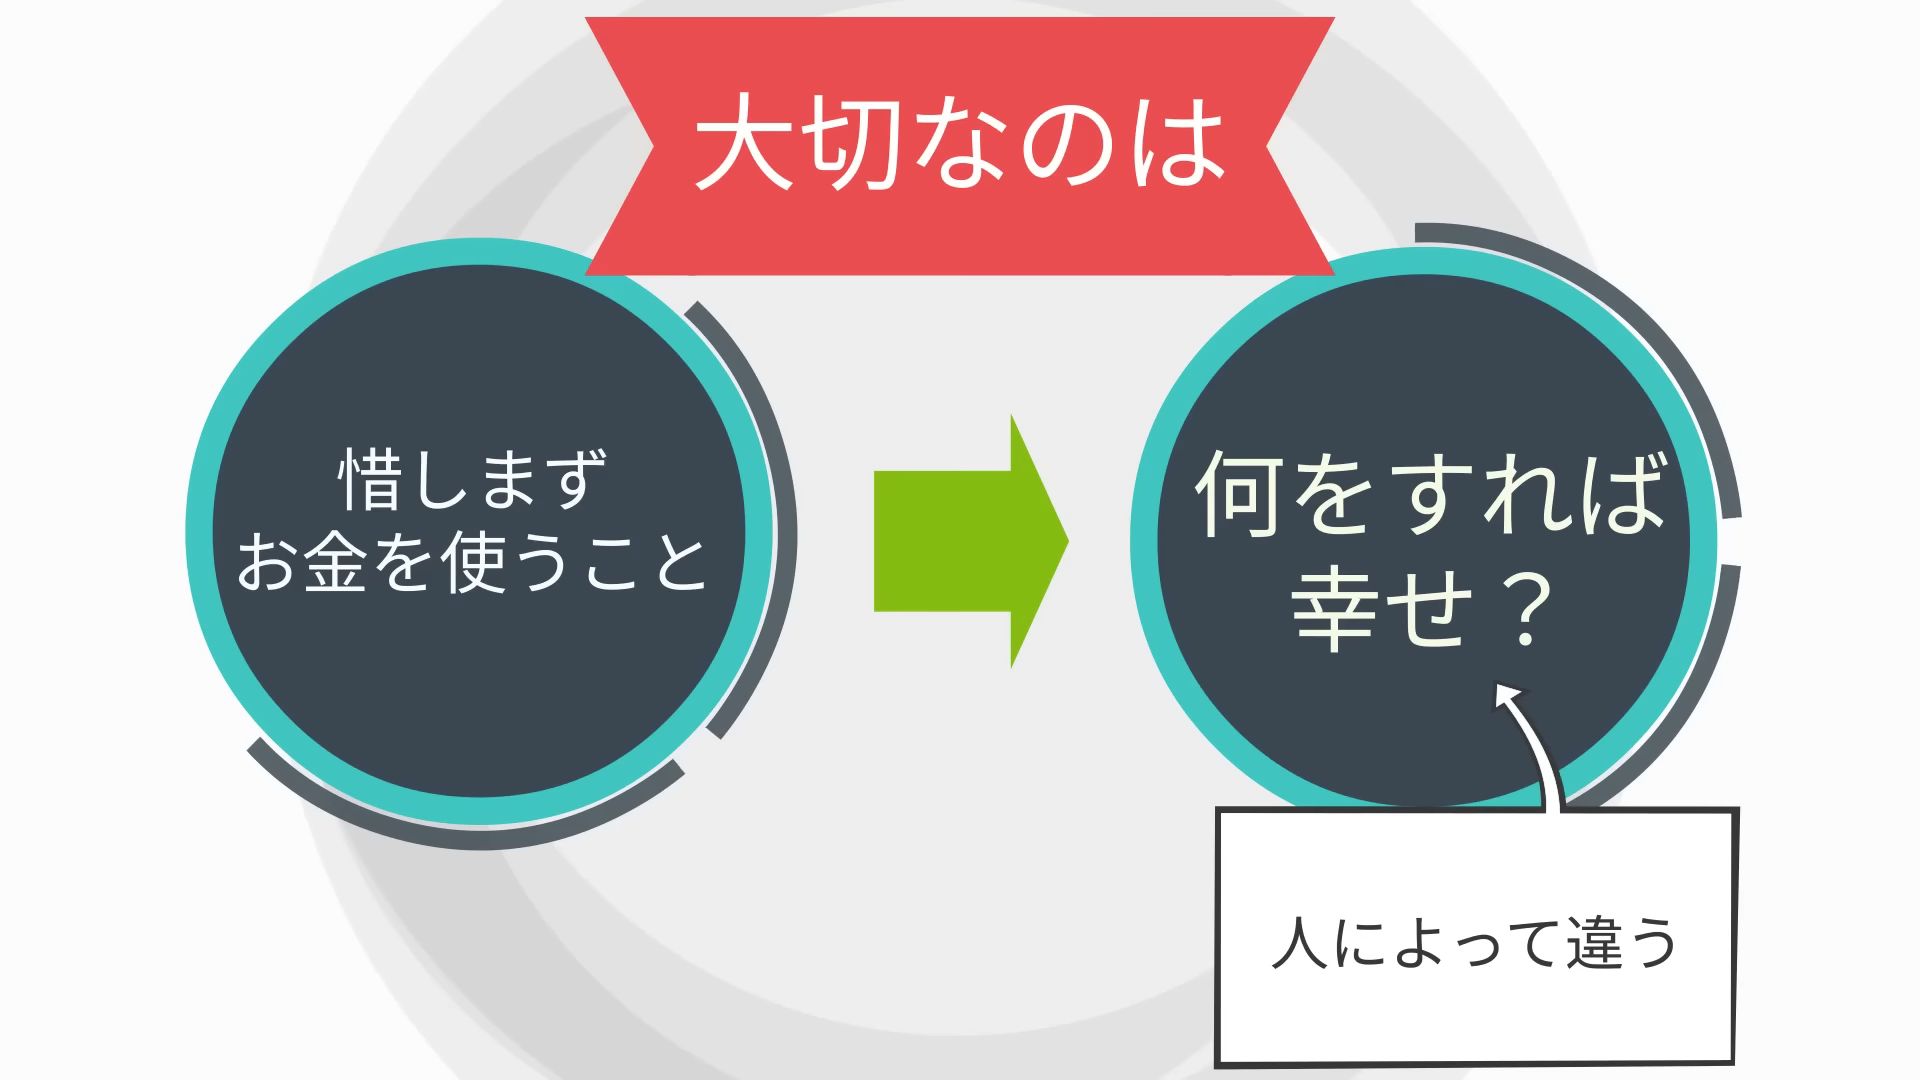 大切なのは
惜しまず
お金を使うこと
何をすれば
幸せ？
人によって違う